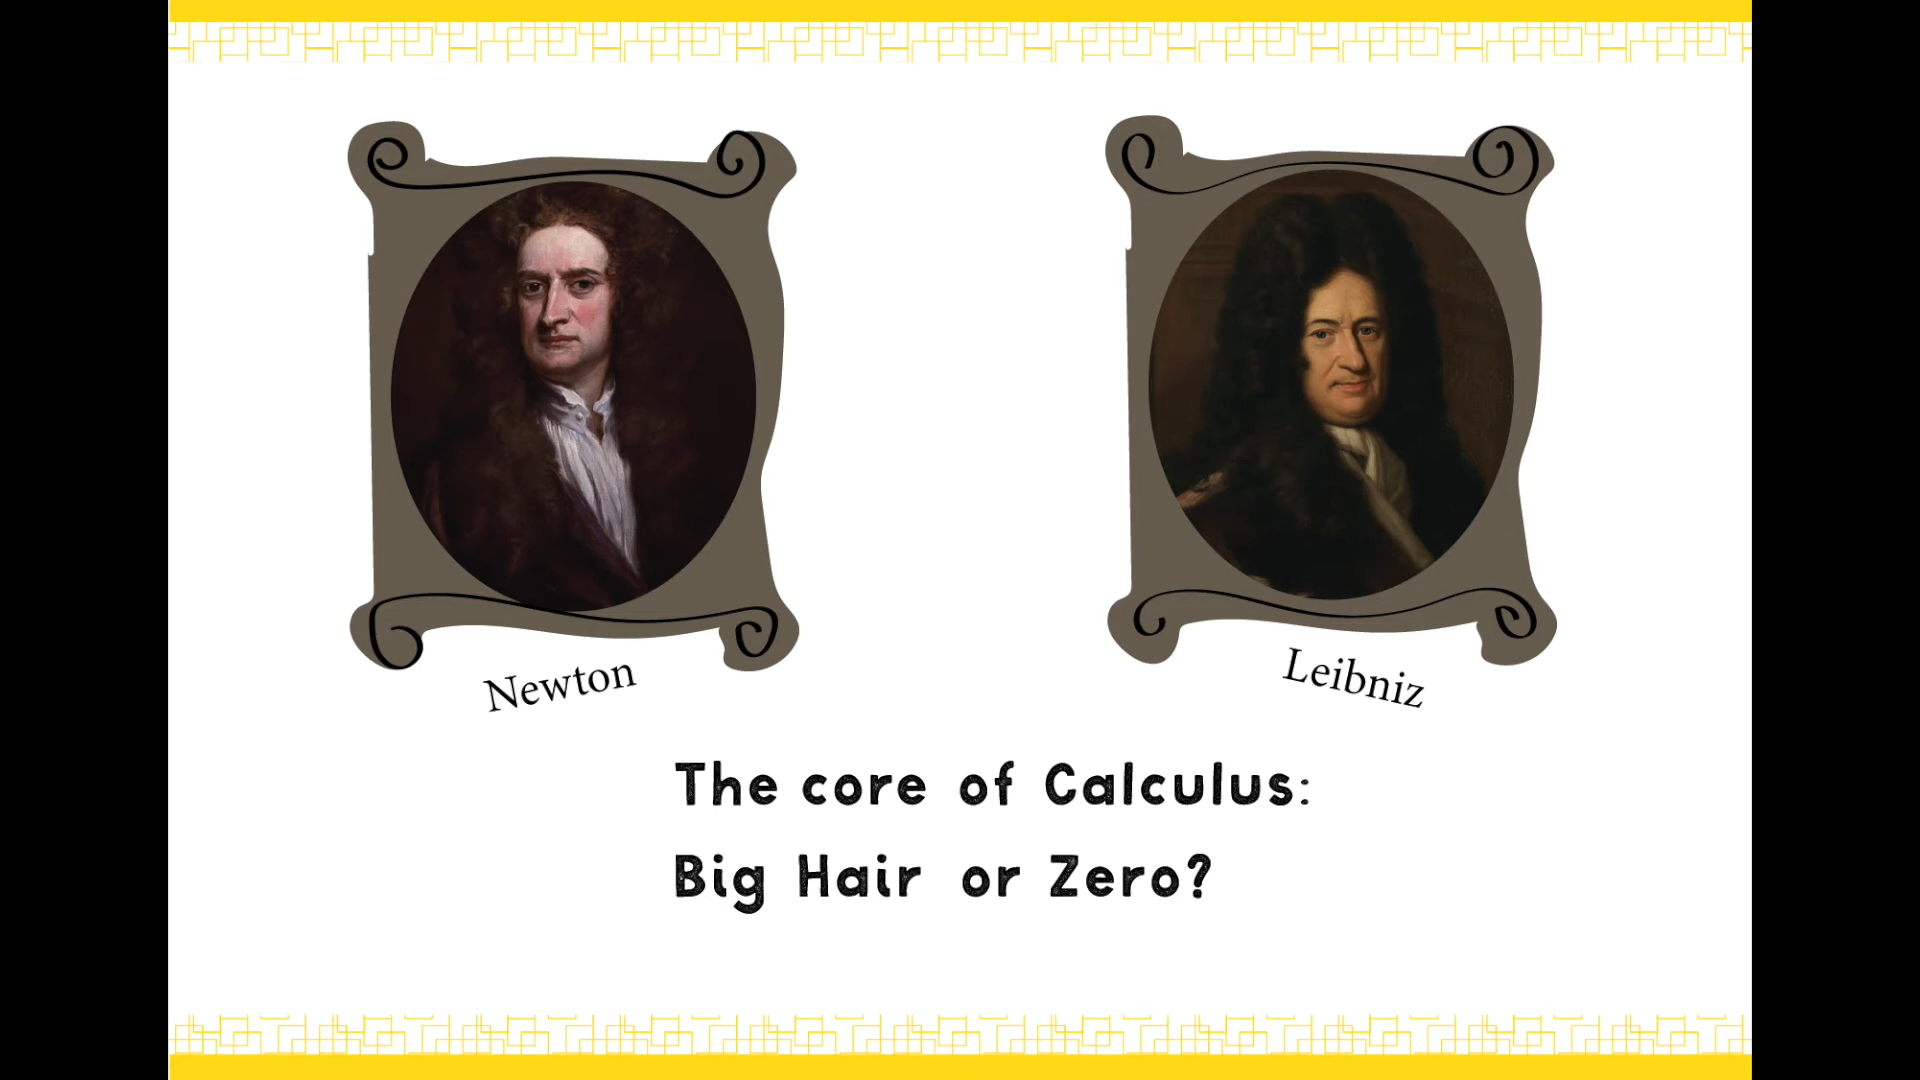 Newton
Leibniz
The core of Calculus:
Big Hair or Zero?